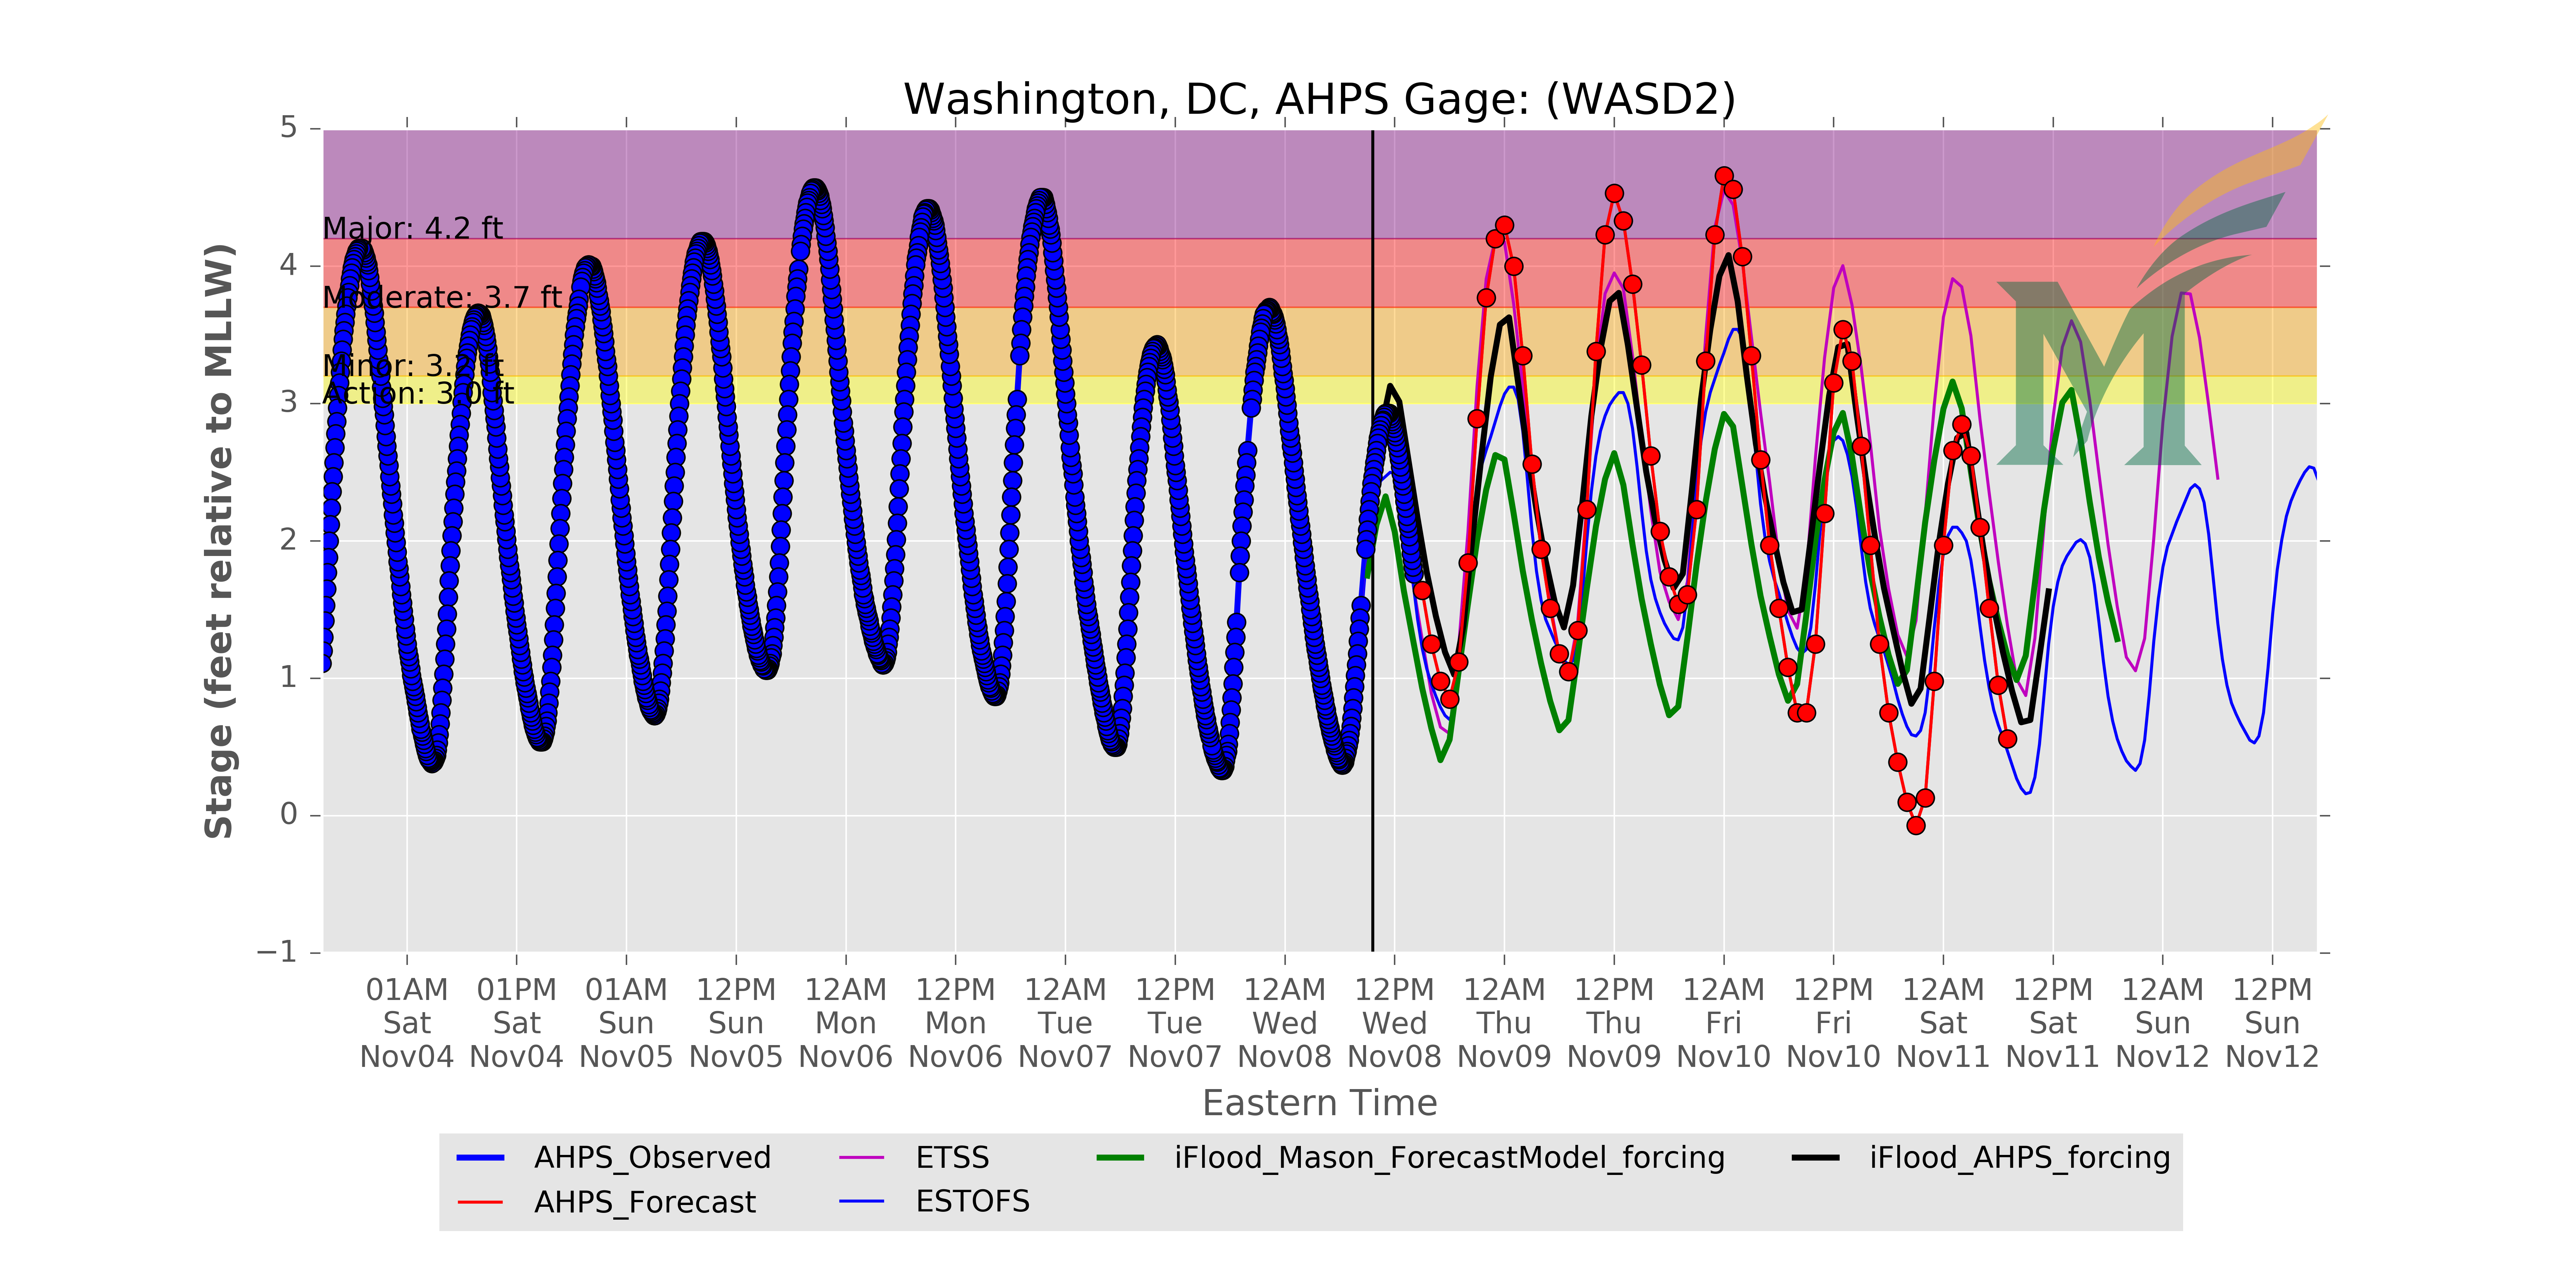 Washington, DC, AHPS Gage: (WASD2)
Stage (feet relative to MLLW)
5
4
3
2
1
0
−1
Major: 4.2 ft
Moderate: 3.7 ft
Minor: 3.2 ft
Action: 3.0 ft
M
01AM 01PM 01AM 12PM 12AM 12PM 12AM 12PM 12AM 12PM 12AM 12PM 12AM 12PM 12AM 12PM 12AM 12PM
Sat Sat Sun Sun Mon Mon Tue Tue Wed Wed Thu Thu Fri Fri Sat Sat Sun Sun
Nov04 Nov04 Nov05 Nov05 Nov06 Nov06 Nov07 Nov07 Nov08 Nov08 Nov09 Nov09 Nov10 Nov10 Nov11 Nov11 Nov12 Nov12
Eastern Time
AHPS_Observed ETSS iFlood_Mason_ForecastModel_forcing iFlood_AHPS_forcing
AHPS_Forecast ESTOFS